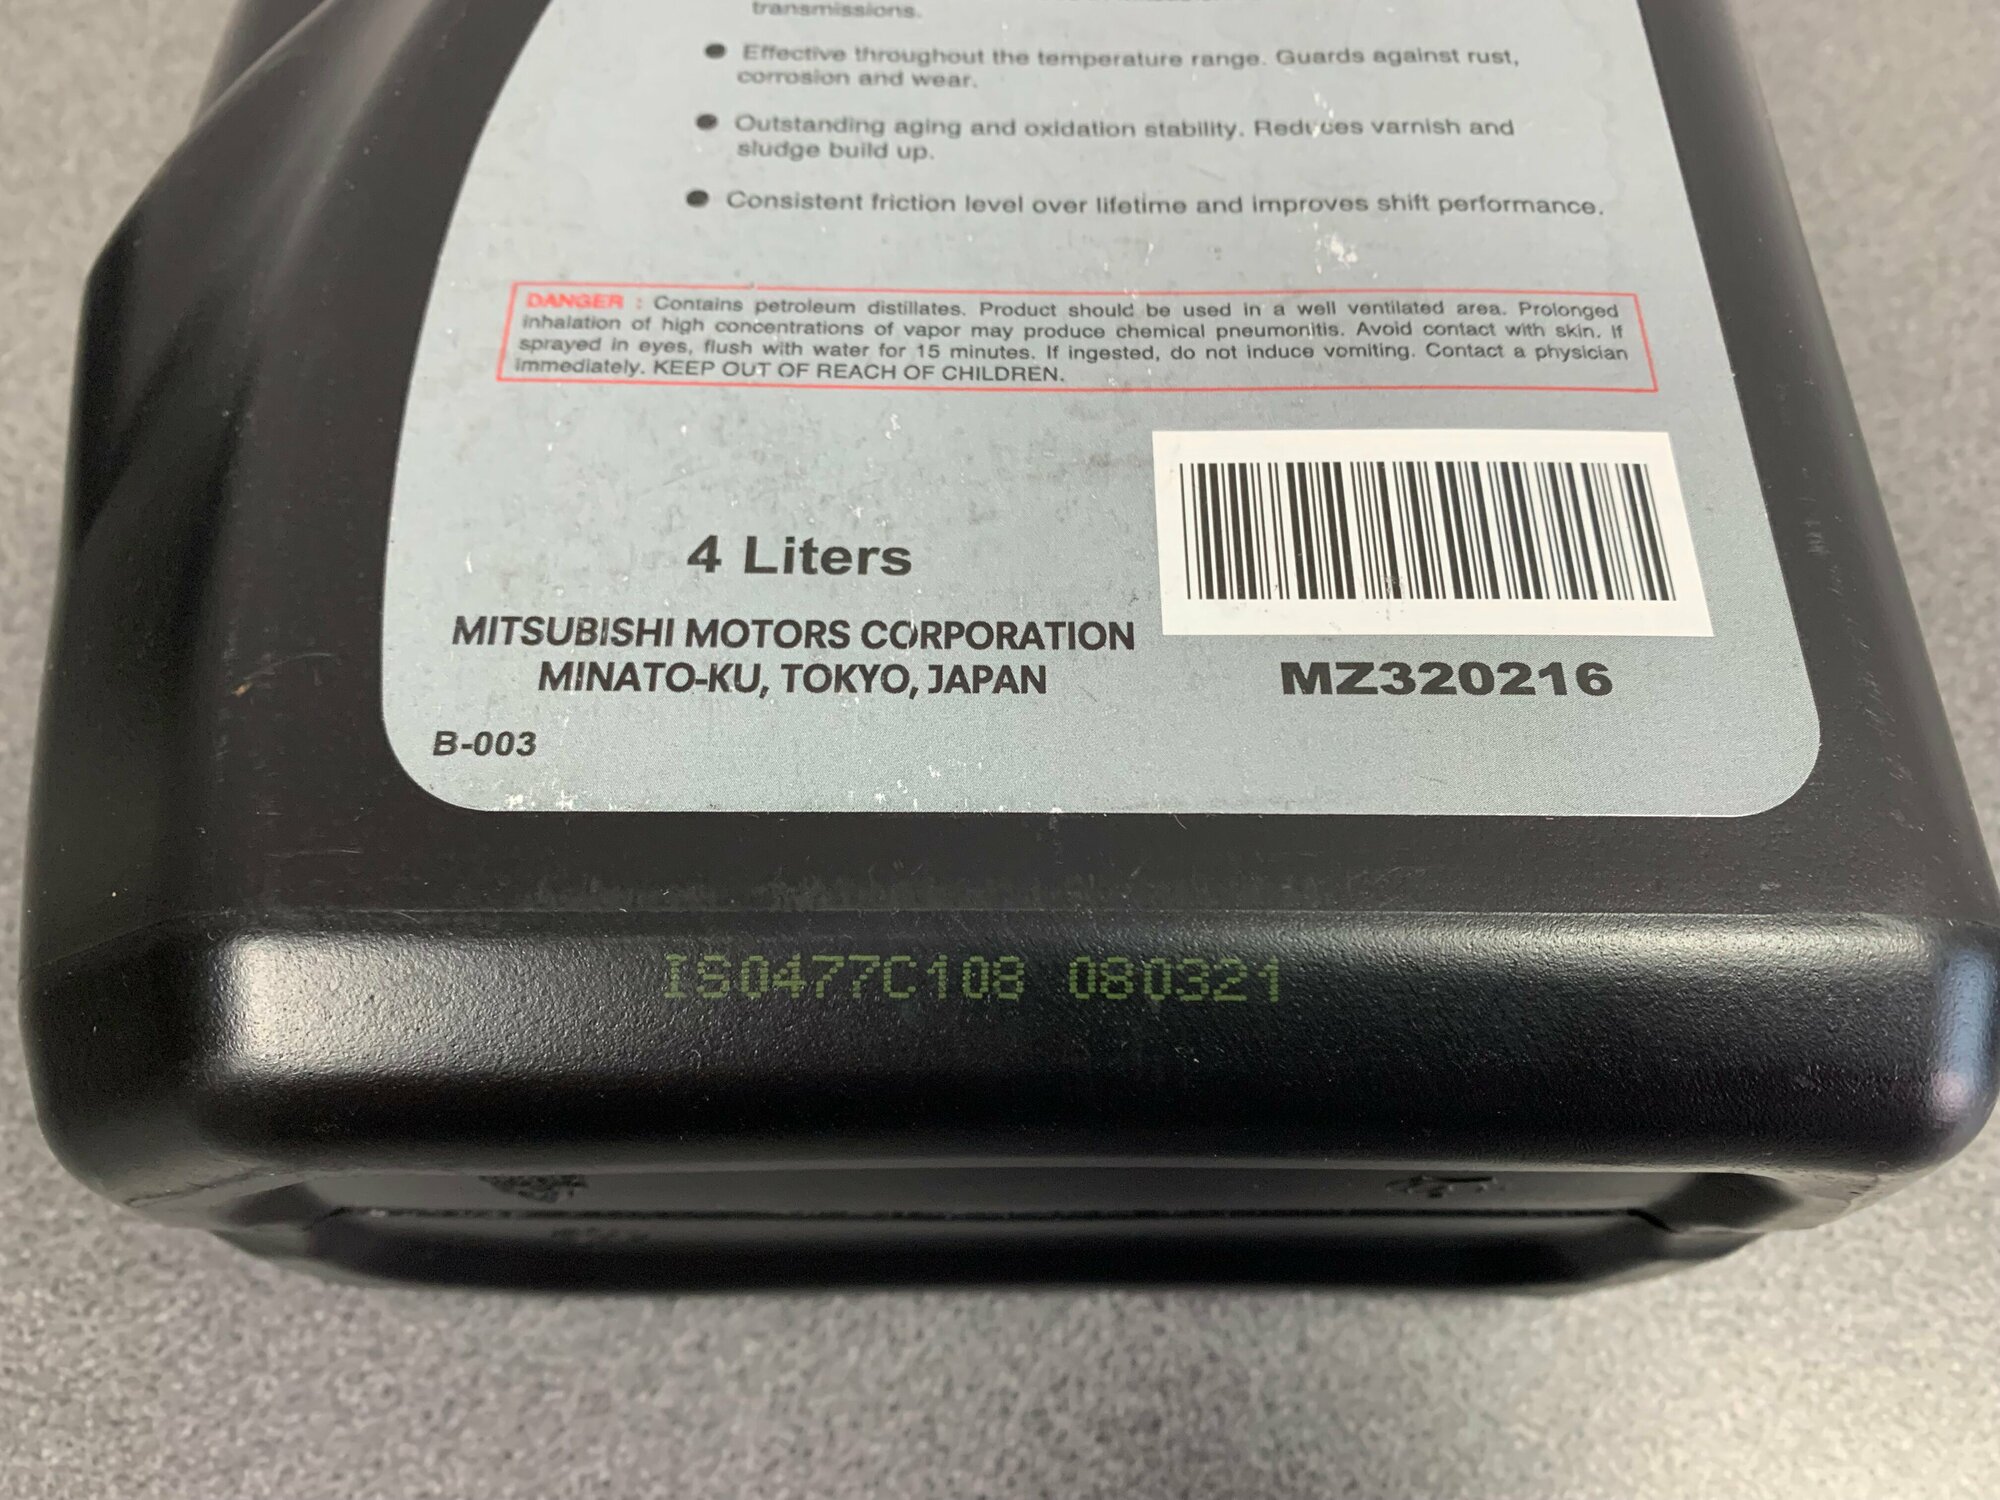 transmissions.
● Effective throughout the temperature range. Guards against rust,
corrosion and wear.
● Outstanding aging and oxidation stability. Reduces varnish and
sludge build up.
● Consistent friction level over lifetime and improves shift performance.
DANGER : Contains petroleum distillates. Product should be used in a well ventilated area. Prolonged
inhalation of high concentrations of vapor may produce chemical pneumonitis. Avoid contact with skin. If
sprayed in eyes, flush with water for 15 minutes. If ingested, do not induce vomiting. Contact a physician
immediately. KEEP OUT OF REACH OF CHILDREN.
4 Liters
MITSUBISHI MOTORS CORPORATION
MINATO-KU, TOKYO, JAPAN
MZ320216
B-003
IS0477C108 080321